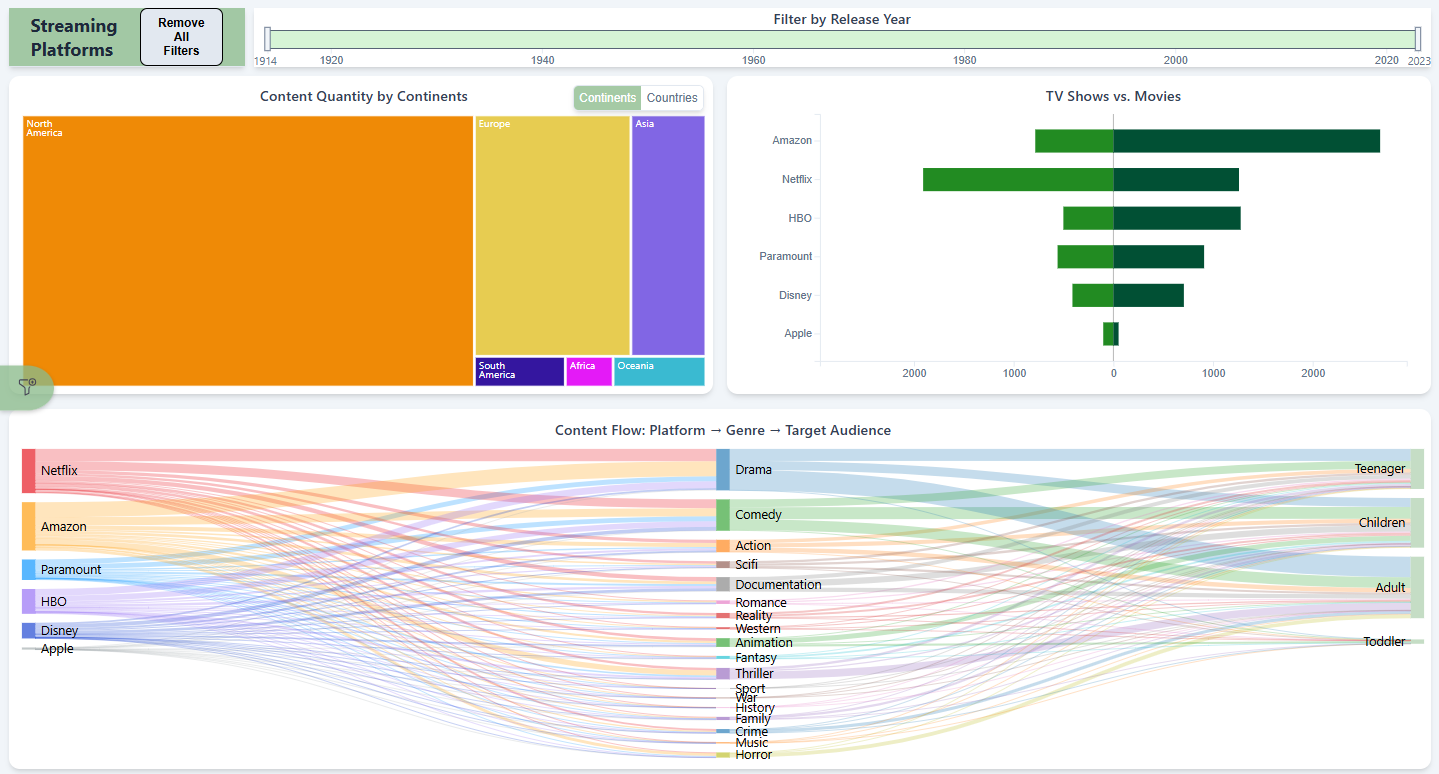 Streaming
Platforms
Remove
All
Filters
Filter by Release Year
1914
1920
1940
1960
1980
2000
2020
2023
Content Quantity by Continents
Continents
Countries
North
America
Europe
Asia
South
America
Africa
Oceania
TV Shows vs. Movies
Amazon
Netflix
HBO
Paramount
Disney
Apple
2000
1000
0
1000
2000
Content Flow: Platform → Genre → Target Audience
Netflix
Amazon
Paramount
HBO
Disney
Apple
Drama
Comedy
Action
Scifi
Documentation
Romance
Reality
Western
Animation
Fantasy
Thriller
Sport
War
History
Family
Crime
Music
Horror
Teenager
Children
Adult
Toddler